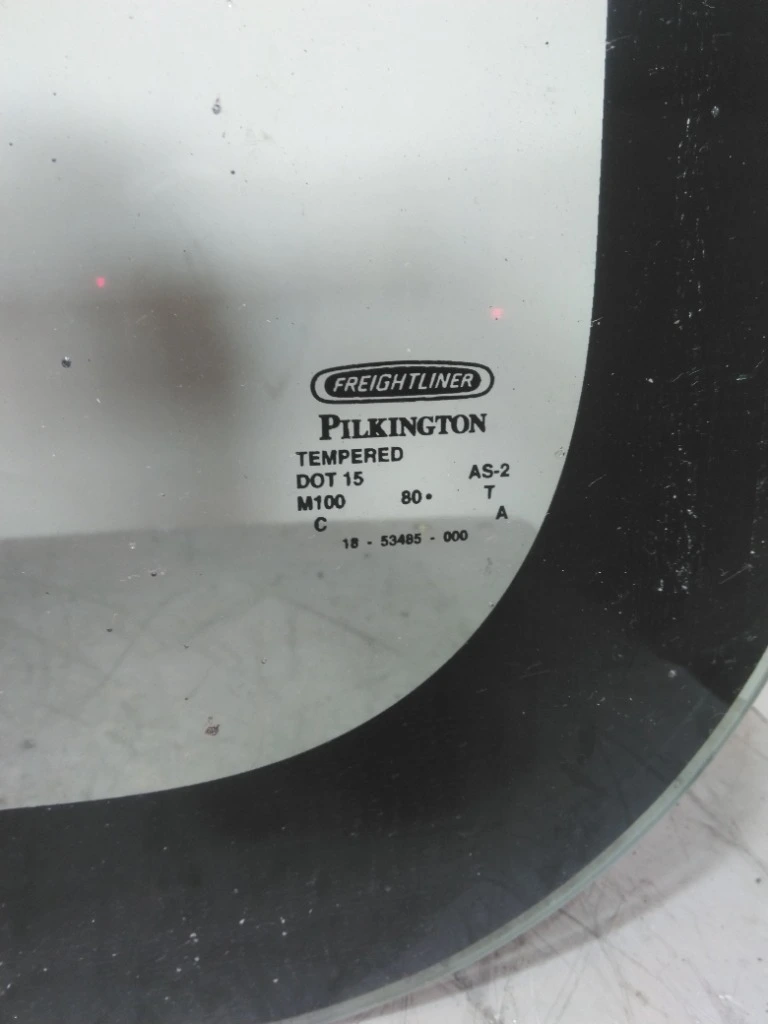 FREIGHTLINER
PILKINGTON
TEMPERED
DOT 15 AS-2
M100 80• T
C A
18 - 53485 - 000